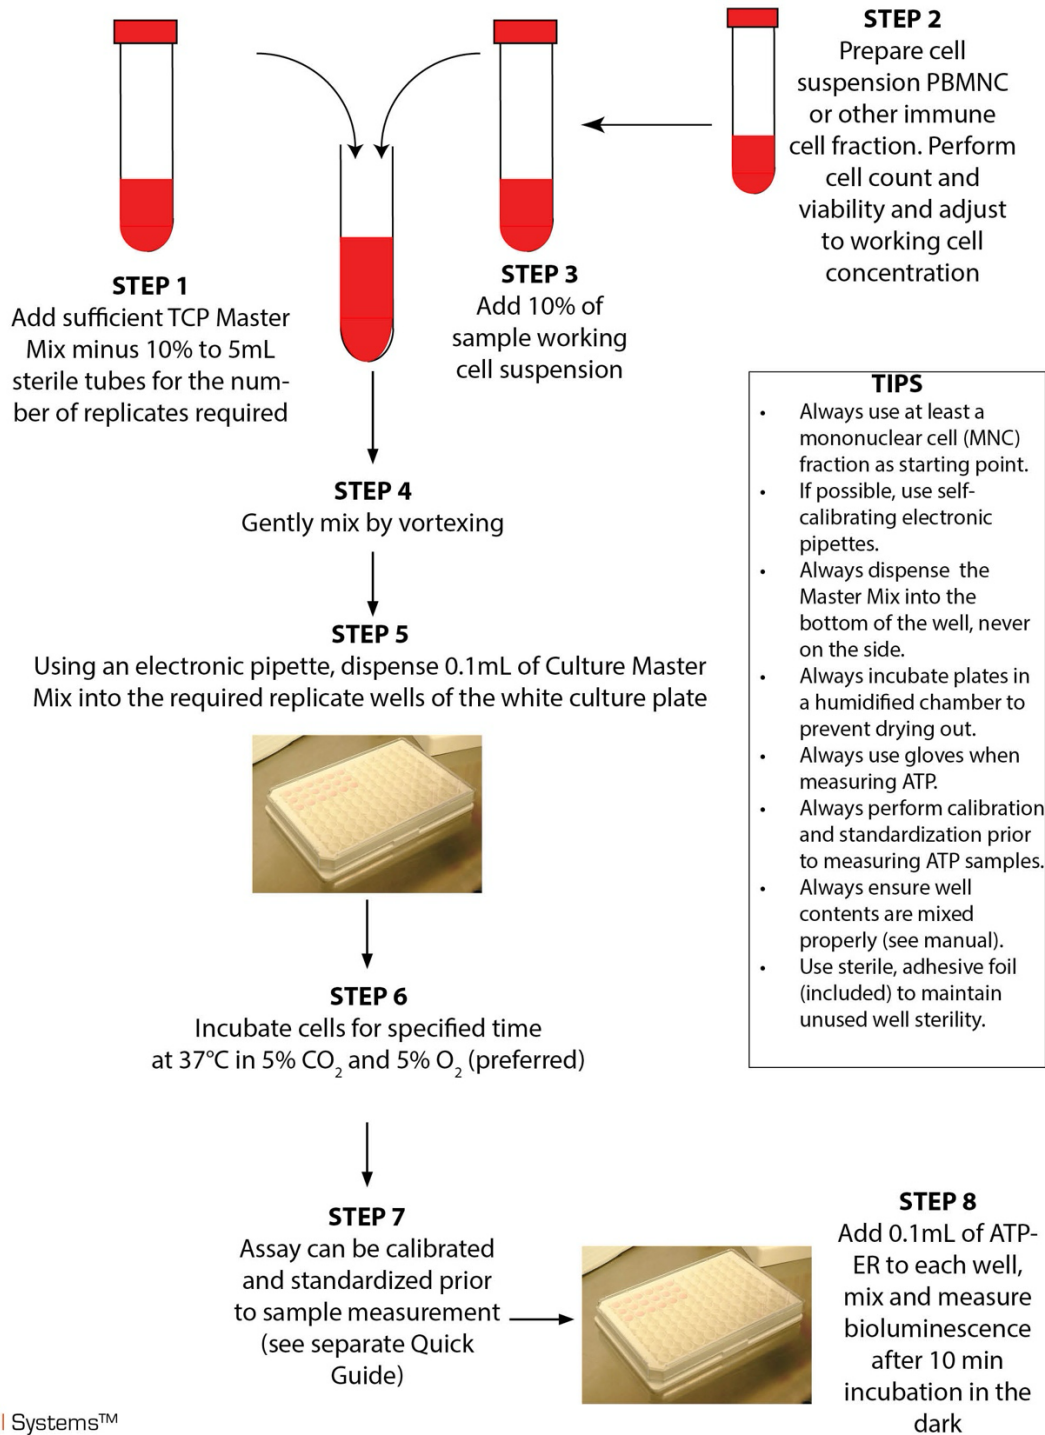 STEP 1
Add sufficient TCP Master
Mix minus 10% to 5mL
sterile tubes for the num-
ber of replicates required
STEP 2
Prepare cell
suspension PBMNC
or other immune
cell fraction. Perform
cell count and
viability and adjust
to working cell
concentration
STEP 3
Add 10% of
sample working
cell suspension
STEP 4
Gently mix by vortexing
STEP 5
Using an electronic pipette, dispense 0.1mL of Culture Master
Mix into the required replicate wells of the white culture plate
STEP 6
Incubate cells for specified time
at 37°C in 5% CO₂ and 5% O₂ (preferred)
STEP 7
Assay can be calibrated
and standardized prior
to sample measurement
(see separate Quick
Guide)
STEP 8
Add 0.1mL of ATP-
ER to each well,
mix and measure
bioluminescence
after 10 min
incubation in the
dark
TIPS
• Always use at least a
mononuclear cell (MNC)
fraction as starting point.
• If possible, use self-
calibrating electronic
pipettes.
• Always dispense the
Master Mix into the
bottom of the well, never
on the side.
• Always incubate plates in
a humidified chamber to
prevent drying out.
• Always use gloves when
measuring ATP.
• Always perform calibration
and standardization prior
to measuring ATP samples.
• Always ensure well
contents are mixed
properly (see manual).
• Use sterile, adhesive foil
(included) to maintain
unused well sterility.
Systems™